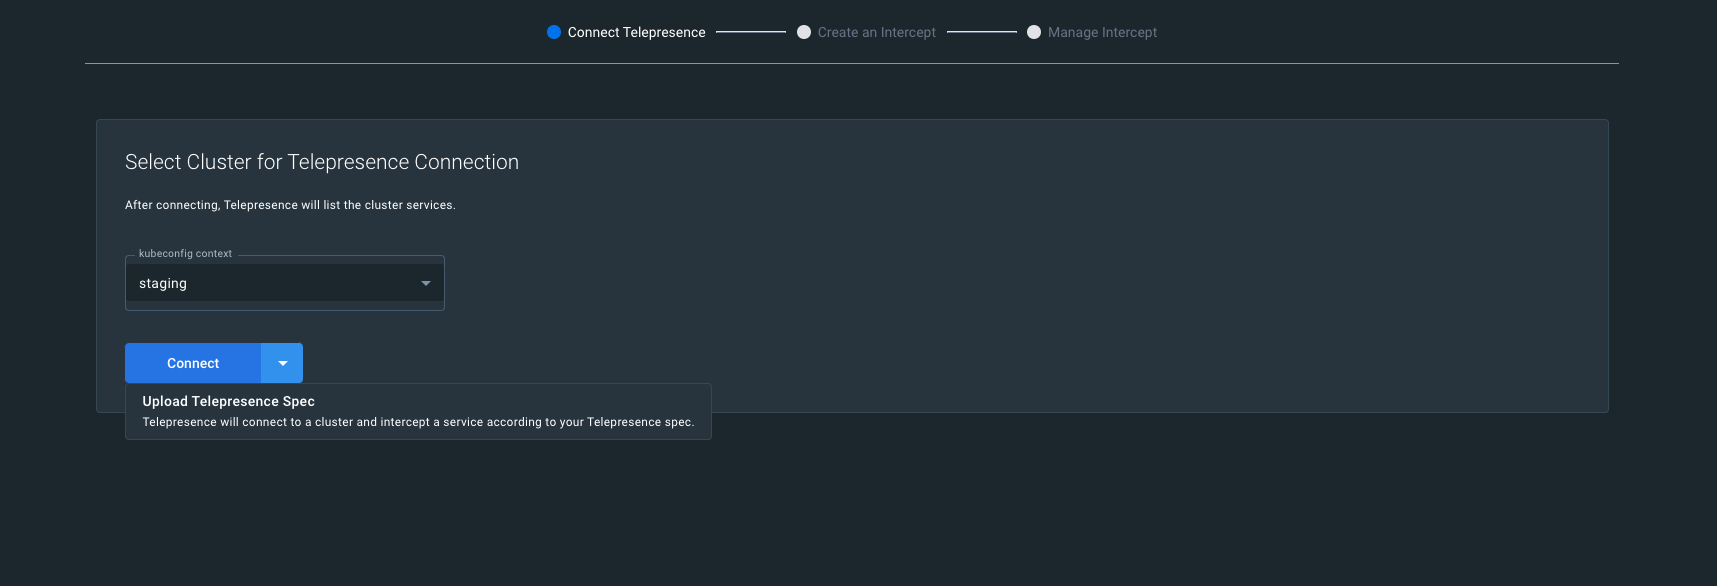 Connect Telepresence Create an Intercept Manage Intercept
Select Cluster for Telepresence Connection
After connecting, Telepresence will list the cluster services.
kubeconfig context
staging
Connect
Upload Telepresence Spec
Telepresence will connect to a cluster and intercept a service according to your Telepresence spec.